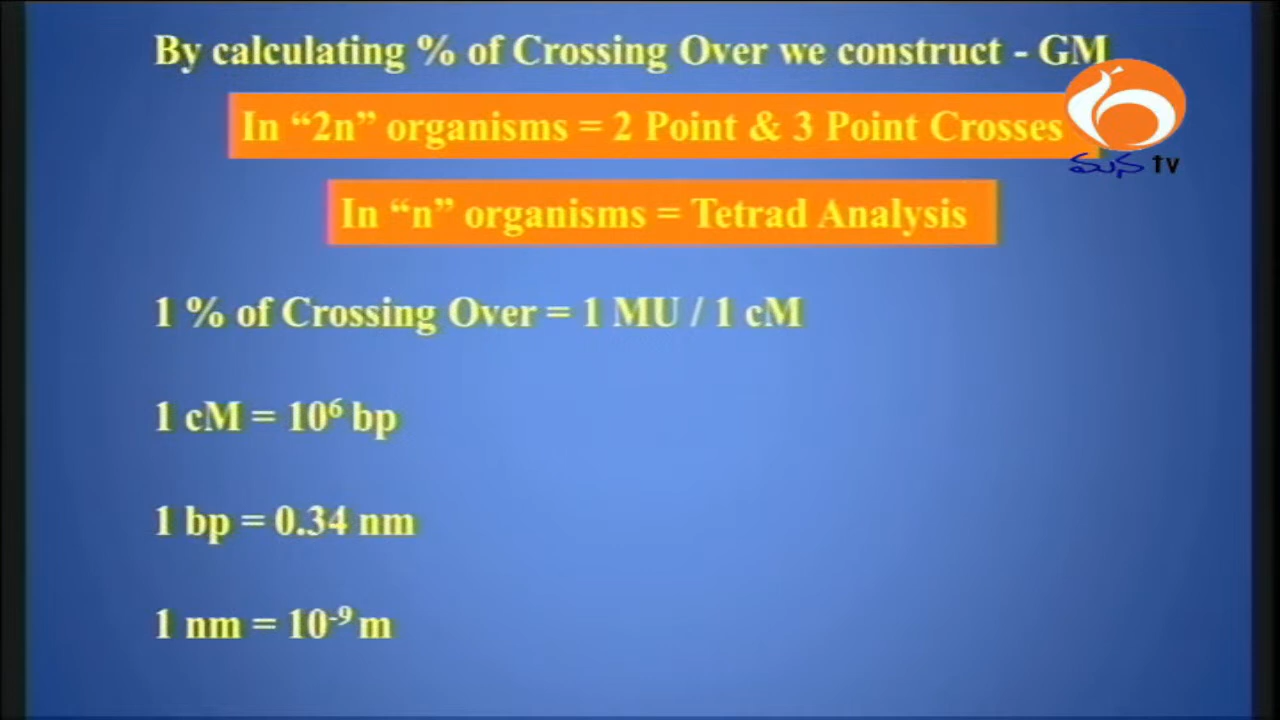 By calculating % of Crossing Over we construct - GM
In “2n” organisms = 2 Point & 3 Point Crosses
మన tv
In “n” organisms = Tetrad Analysis
1 % of Crossing Over = 1 MU / 1 cM
1 cM = 10⁶ bp
1 bp = 0.34 nm
1 nm = 10⁻⁹ m